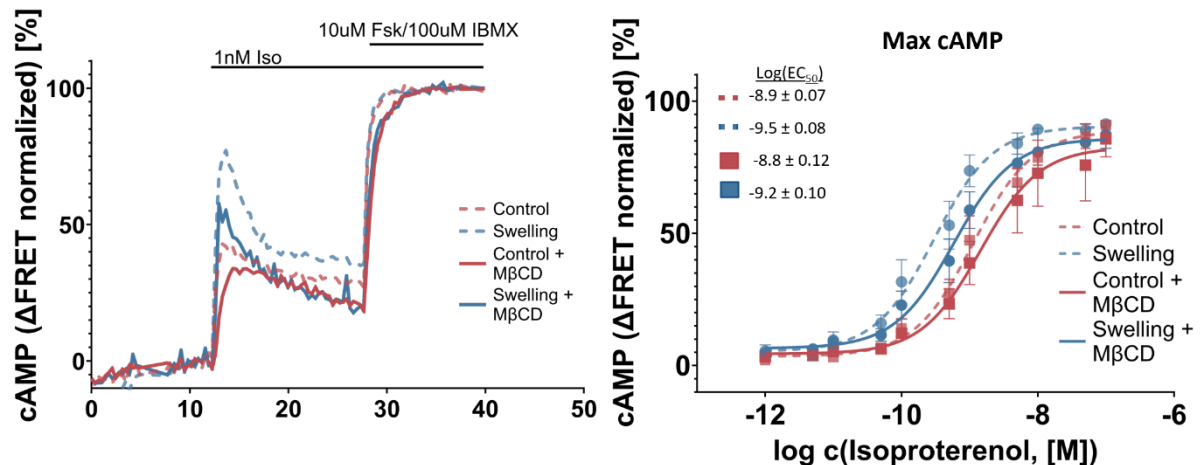 cAMP (ΔFRET normalized) [%]
10uM Fsk/100uM IBMX
1nM Iso
100
50
0
0 10 20 30 40 50
Control
Swelling
Control +
MβCD
Swelling +
MβCD
Max cAMP
cAMP (ΔFRET normalized) [%]
Log(EC50)
-8.9 ± 0.07
-9.5 ± 0.08
-8.8 ± 0.12
-9.2 ± 0.10
100
50
0
-12 -10 -8 -6
log c(Isoproterenol, [M])
Control
Swelling
Control +
MβCD
Swelling +
MβCD